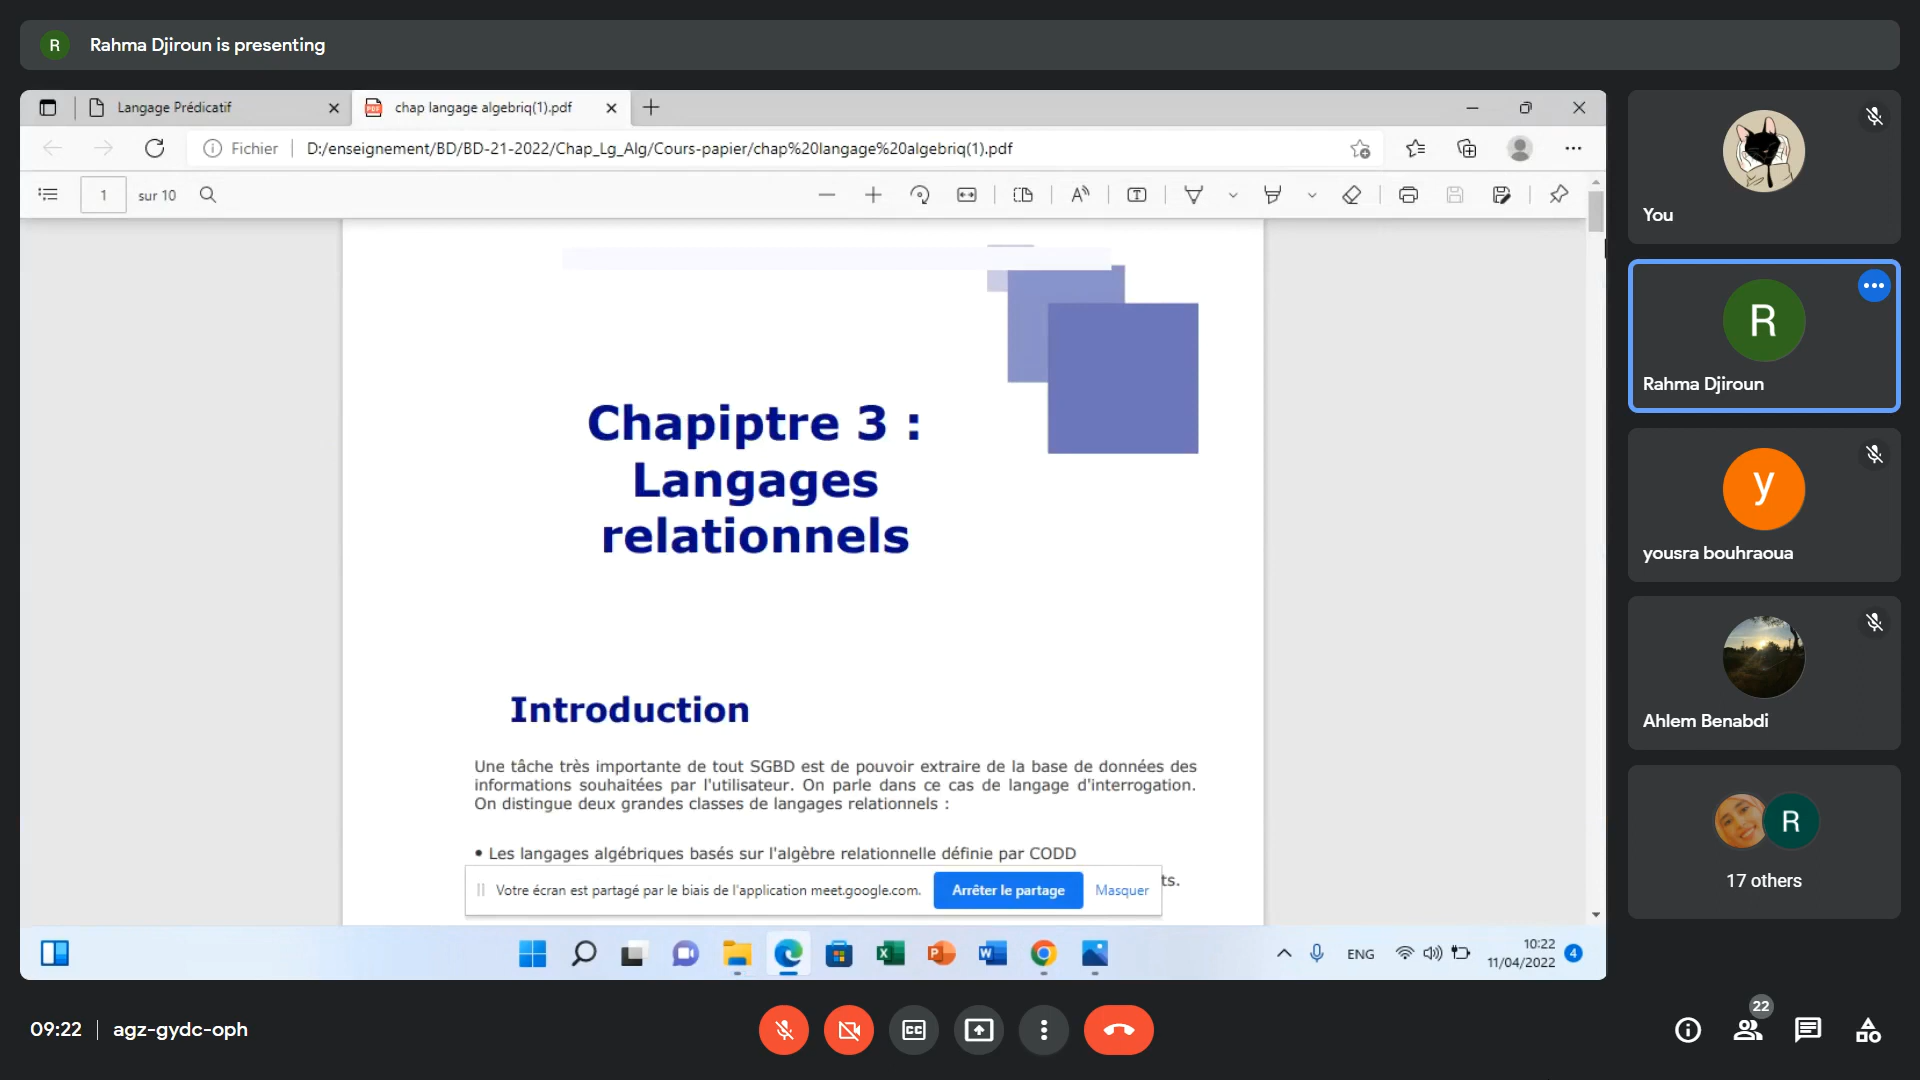 R Rahma Djiroun is presenting
Langage Prédicatif
chap langage algebriq(1).pdf
Fichier
D:/enseignement/BD/BD-21-2022/Chap_Lg_Alg/Cours-papier/chap%20langage%20algebriq(1).pdf
1 sur 10
Chapiptre 3 :
Langages
relationnels
Introduction
Une tâche très importante de tout SGBD est de pouvoir extraire de la base de données des
informations souhaitées par l'utilisateur. On parle dans ce cas de langage d'interrogation.
On distingue deux grandes classes de langages relationnels :
• Les langages algébriques basés sur l'algèbre relationnelle définie par CODD
ts.
Votre écran est partagé par le biais de l'application meet.google.com.
Arrêter le partage
Masquer
ENG
10:22
11/04/2022
4
You
R
Rahma Djiroun
y
yousra bouhraoua
Ahlem Benabdi
R
17 others
09:22 | agz-gydc-oph
CC
22